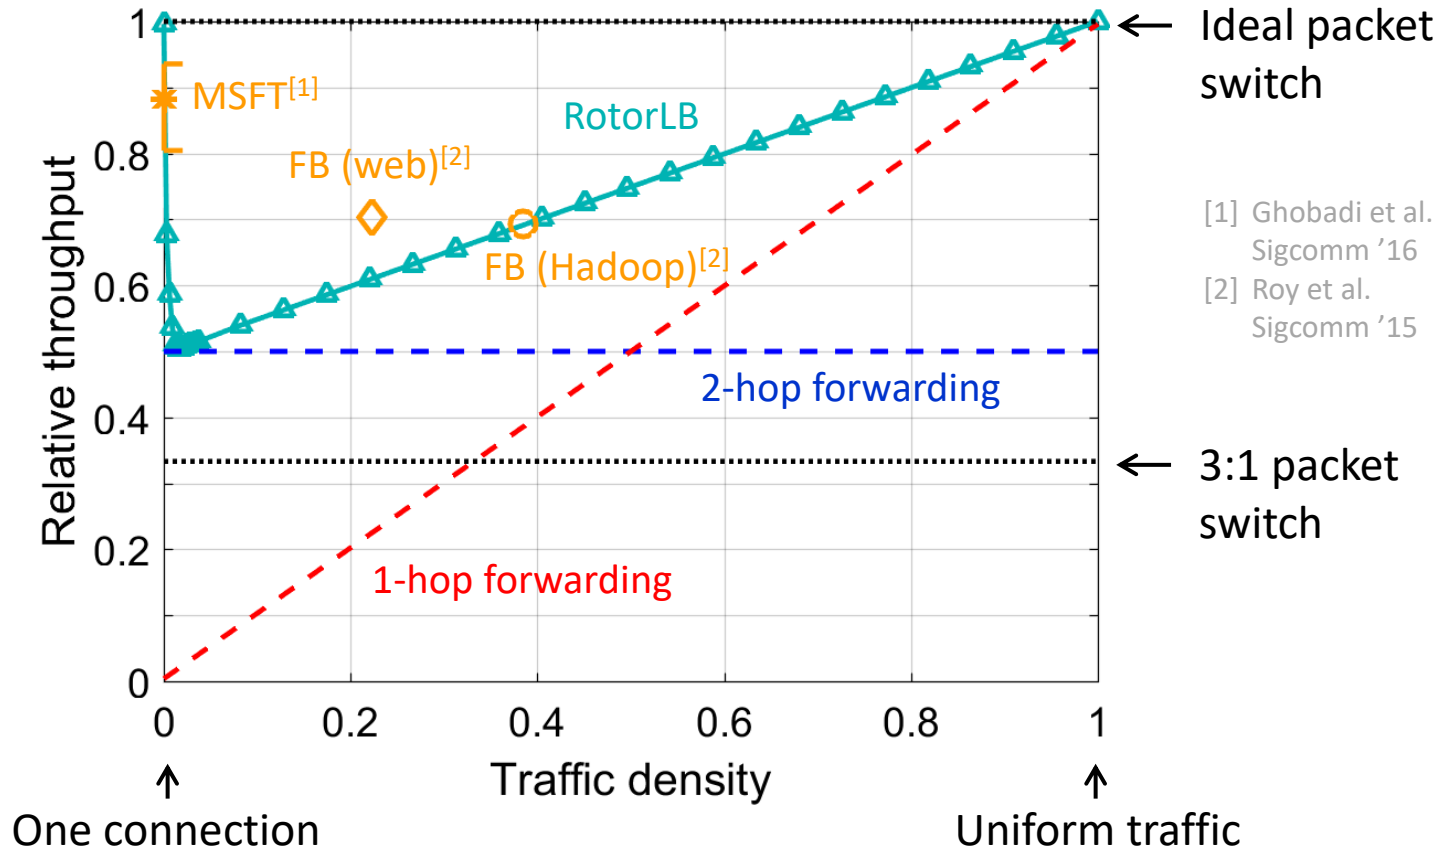 1
Ideal packet
switch
MSFT[1]
RotorLB
0.8
FB (web)[2]
Relative throughput
[1] Ghobadi et al.
Sigcomm ’16
[2] Roy et al.
Sigcomm ’15
FB (Hadoop)[2]
0.6
2-hop forwarding
0.4
3:1 packet
switch
0.2
1-hop forwarding
0
0 0.2 0.4 0.6 0.8 1
Traffic density
One connection
Uniform traffic